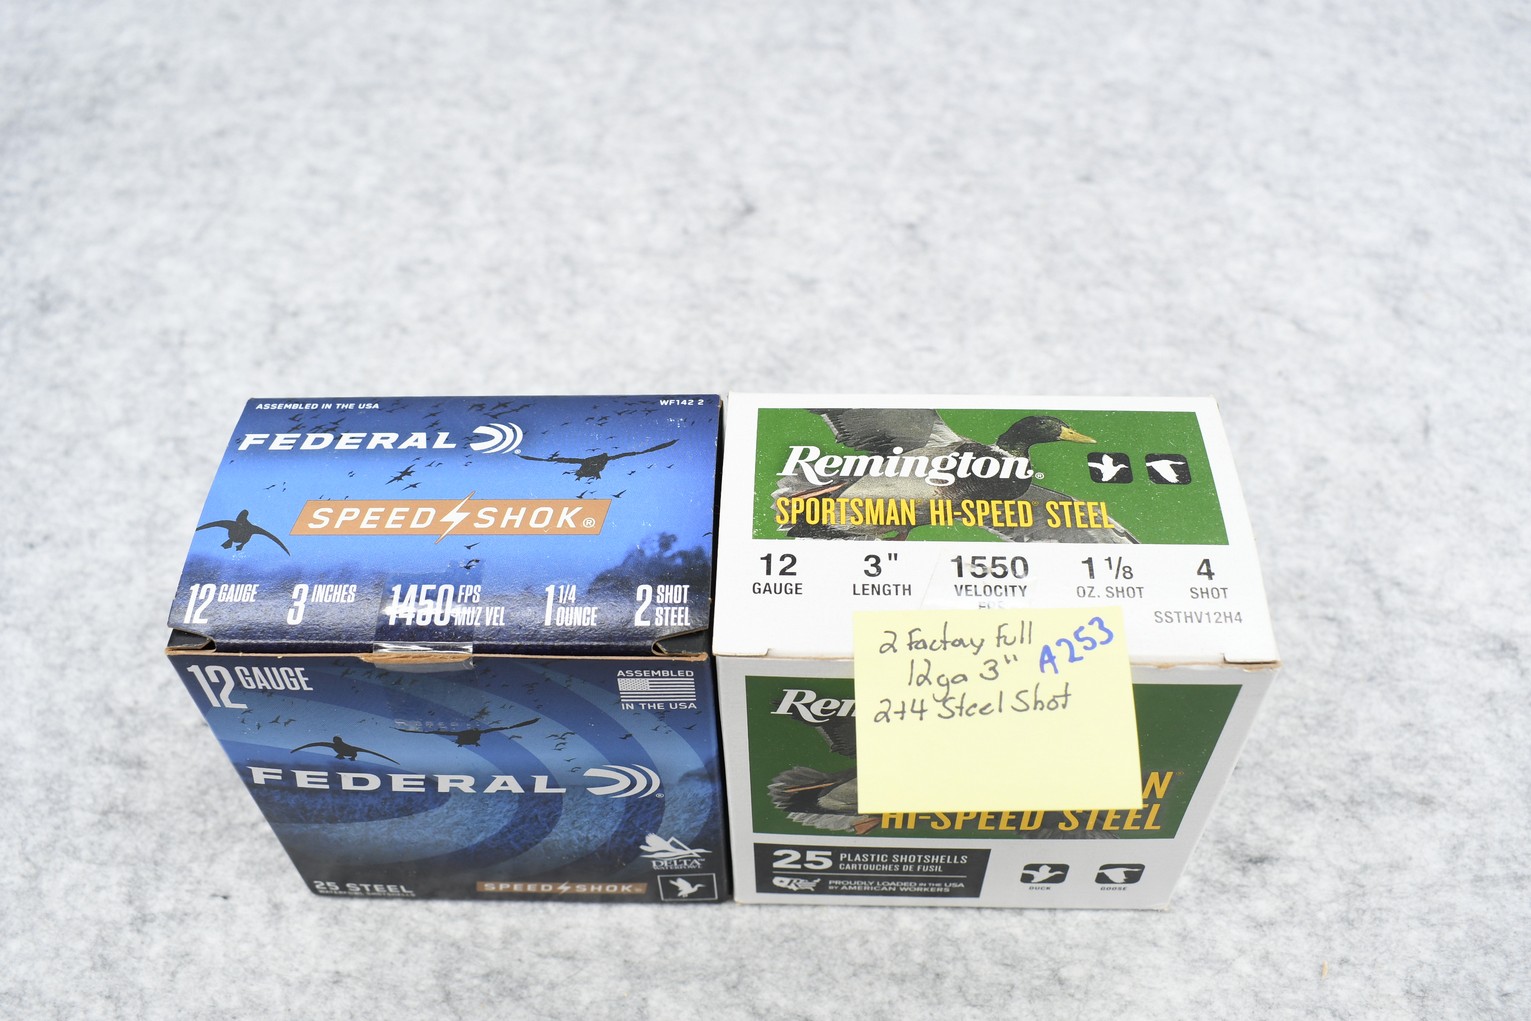 ASSEMBLED IN THE USA
WF142 2
FEDERAL
SPEED SHOK®
12 GAUGE
3 INCHES
1450 FPS MUZ VEL
1 1/4 OUNCE
2 SHOT STEEL
12 GAUGE
ASSEMBLED
IN THE USA
FEDERAL
DELTA
25 STEEL
SPEED SHOK
Remington®
SPORTSMAN HI-SPEED STEEL
12 GAUGE
3" LENGTH
1550 VELOCITY
1 1/8 OZ. SHOT
4 SHOT
SSTHV12H4
2 Factory Full
12ga 3" A253
2+4 Steel Shot
Rem
N
HI-SPEED STEEL
25 PLASTIC SHOTSHELLS
CARTOUCHES DE FUSIL
PROUDLY LOADED IN THE USA
BY AMERICAN WORKERS
DUCK
GOOSE